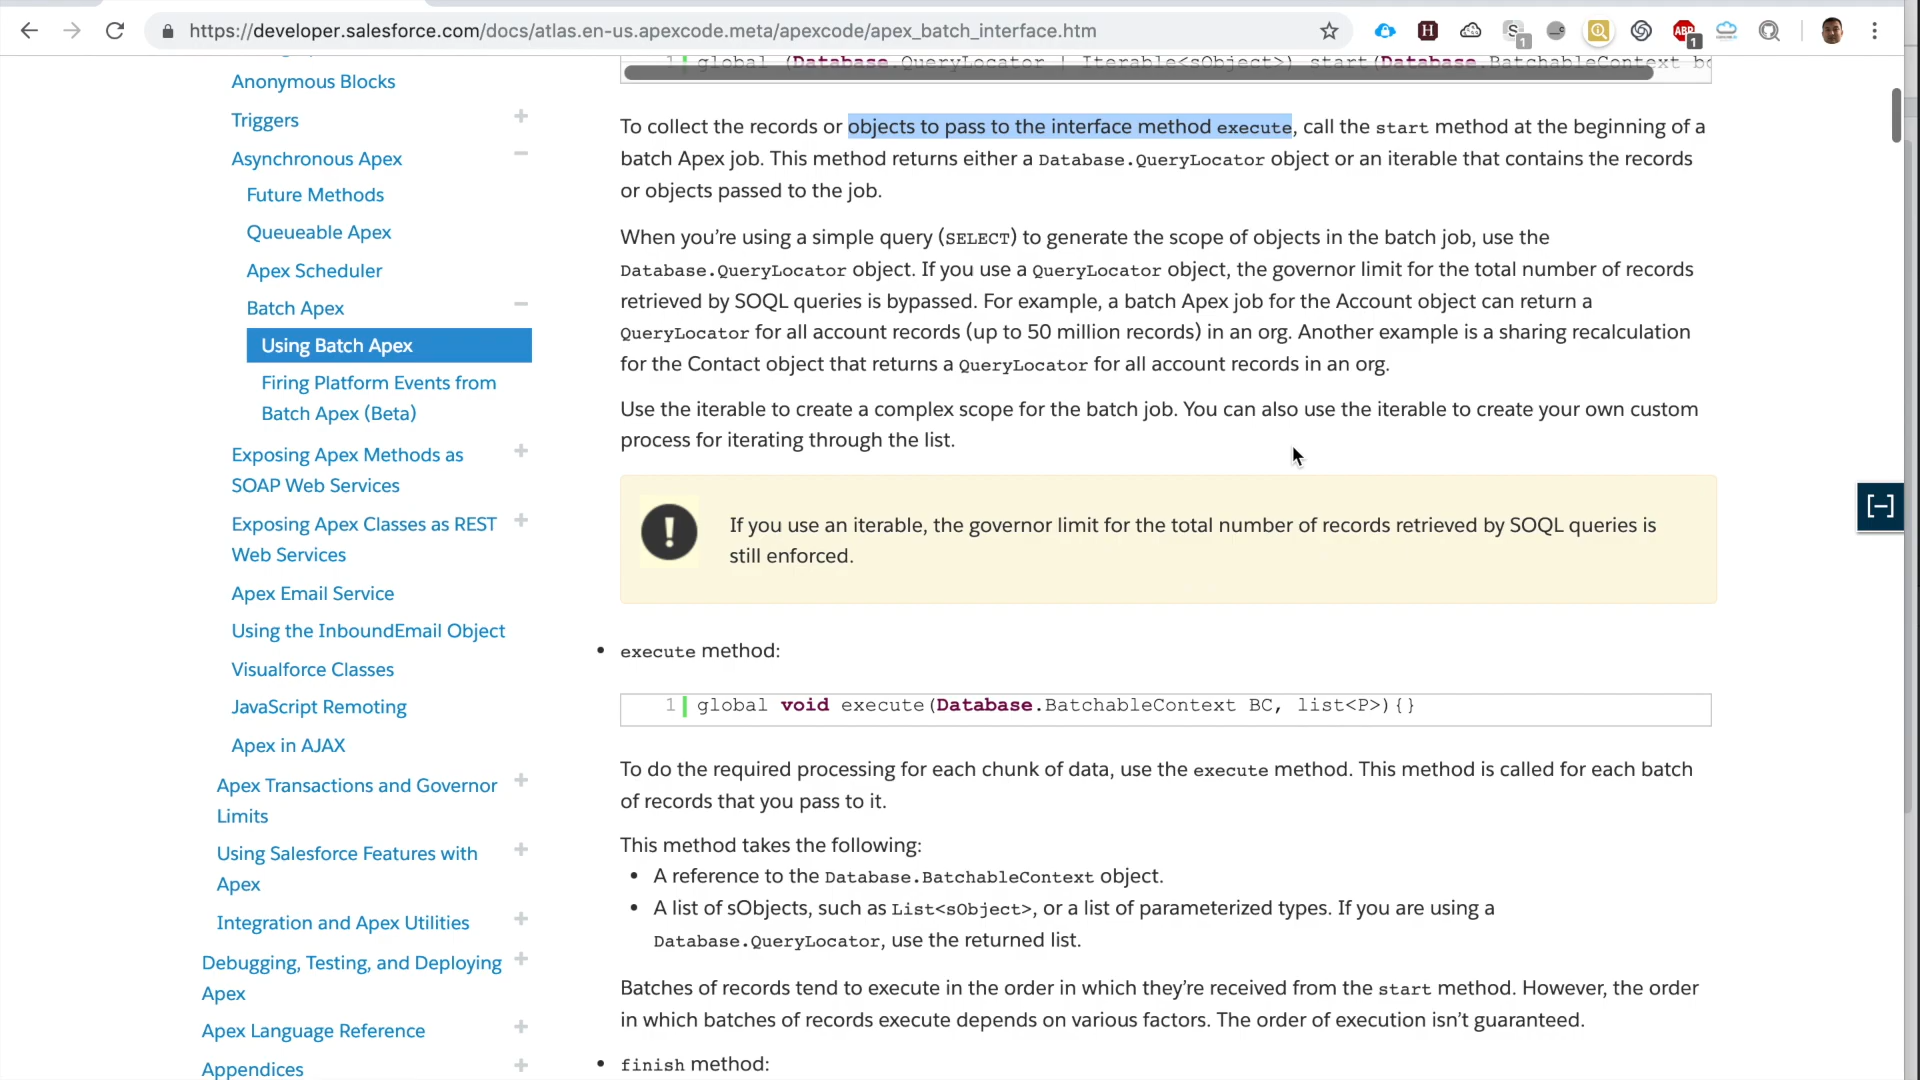 https://developer.salesforce.com/docs/atlas.en-us.apexcode.meta/apexcode/apex_batch_interface.htm
Anonymous Blocks
Triggers
Asynchronous Apex
Future Methods
Queueable Apex
Apex Scheduler
Batch Apex
Using Batch Apex
Firing Platform Events from
Batch Apex (Beta)
Exposing Apex Methods as
SOAP Web Services
Exposing Apex Classes as REST
Web Services
Apex Email Service
Using the InboundEmail Object
Visualforce Classes
JavaScript Remoting
Apex in AJAX
Apex Transactions and Governor
Limits
Using Salesforce Features with
Apex
Integration and Apex Utilities
Debugging, Testing, and Deploying
Apex
Apex Language Reference
Appendices
1 global (Database.QueryLocator | Iterable<sObject>) start(Database.BatchableContext bc
To collect the records or objects to pass to the interface method execute, call the start method at the beginning of a
batch Apex job. This method returns either a Database.QueryLocator object or an iterable that contains the records
or objects passed to the job.
When you’re using a simple query (SELECT) to generate the scope of objects in the batch job, use the
Database.QueryLocator object. If you use a QueryLocator object, the governor limit for the total number of records
retrieved by SOQL queries is bypassed. For example, a batch Apex job for the Account object can return a
QueryLocator for all account records (up to 50 million records) in an org. Another example is a sharing recalculation
for the Contact object that returns a QueryLocator for all account records in an org.
Use the iterable to create a complex scope for the batch job. You can also use the iterable to create your own custom
process for iterating through the list.
If you use an iterable, the governor limit for the total number of records retrieved by SOQL queries is
still enforced.
• execute method:
1 global void execute(Database.BatchableContext BC, list<P>){}
To do the required processing for each chunk of data, use the execute method. This method is called for each batch
of records that you pass to it.
This method takes the following:
• A reference to the Database.BatchableContext object.
• A list of sObjects, such as List<sObject>, or a list of parameterized types. If you are using a
Database.QueryLocator, use the returned list.
Batches of records tend to execute in the order in which they’re received from the start method. However, the order
in which batches of records execute depends on various factors. The order of execution isn’t guaranteed.
• finish method: